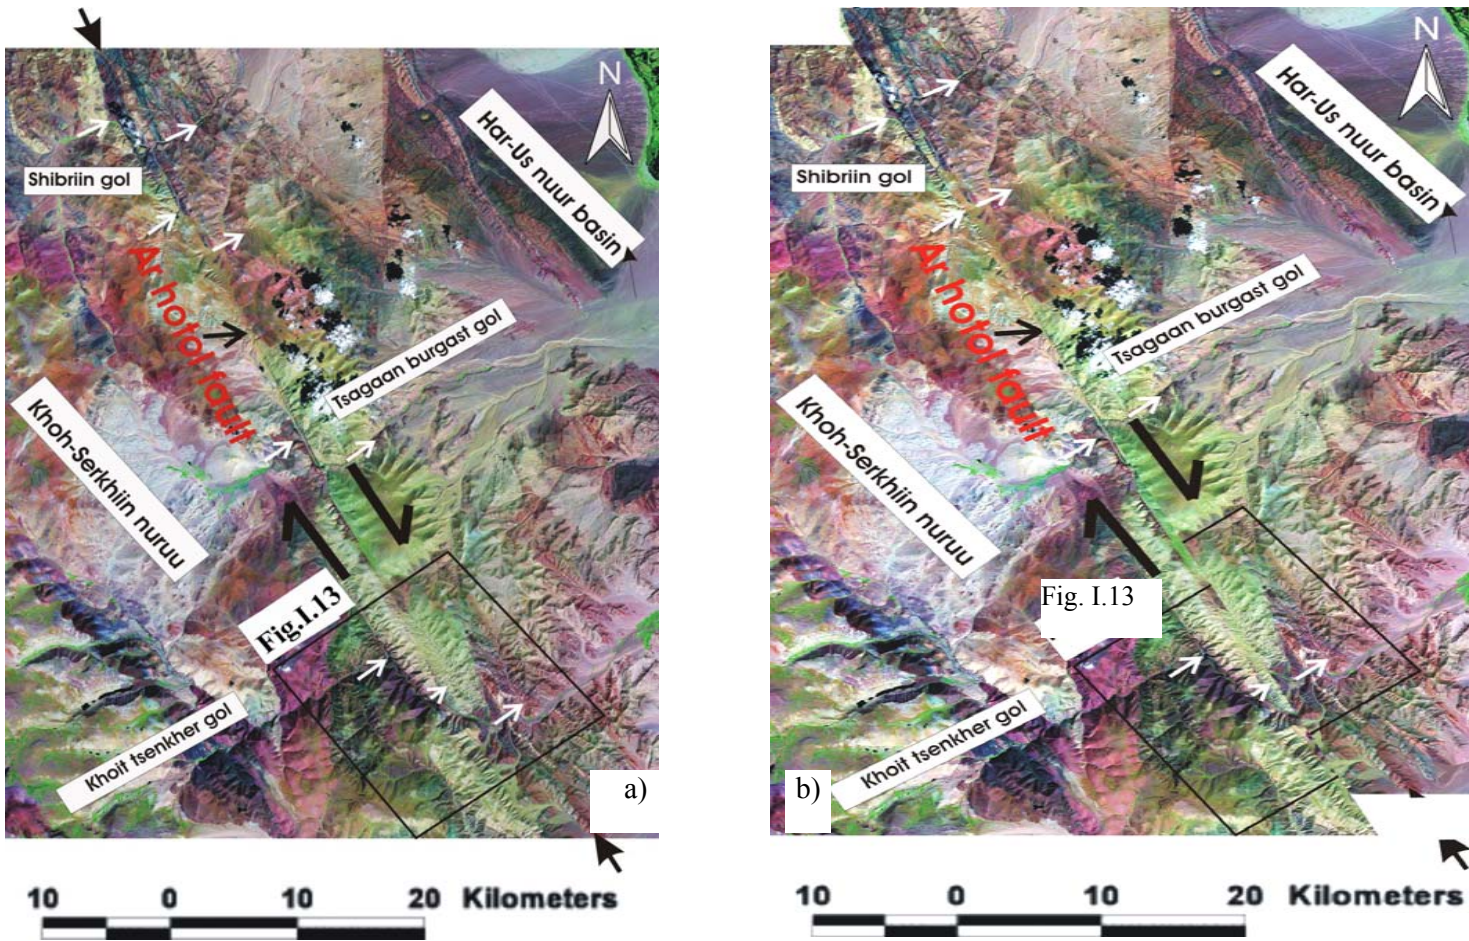 N
Har-Us nuur basin
Shibriin gol
Ar hotol fault
Tsagaan burgast gol
Khoh-Serkhiin nuruu
Fig.I.13
Khoit tsenkher gol
a)
10 0 10 20 Kilometers
N
Har-Us nuur basin
Shibriin gol
Ar hotol fault
Tsagaan burgast gol
Khoh-Serkhiin nuruu
Fig. I.13
Khoit tsenkher gol
b)
10 0 10 20 Kilometers